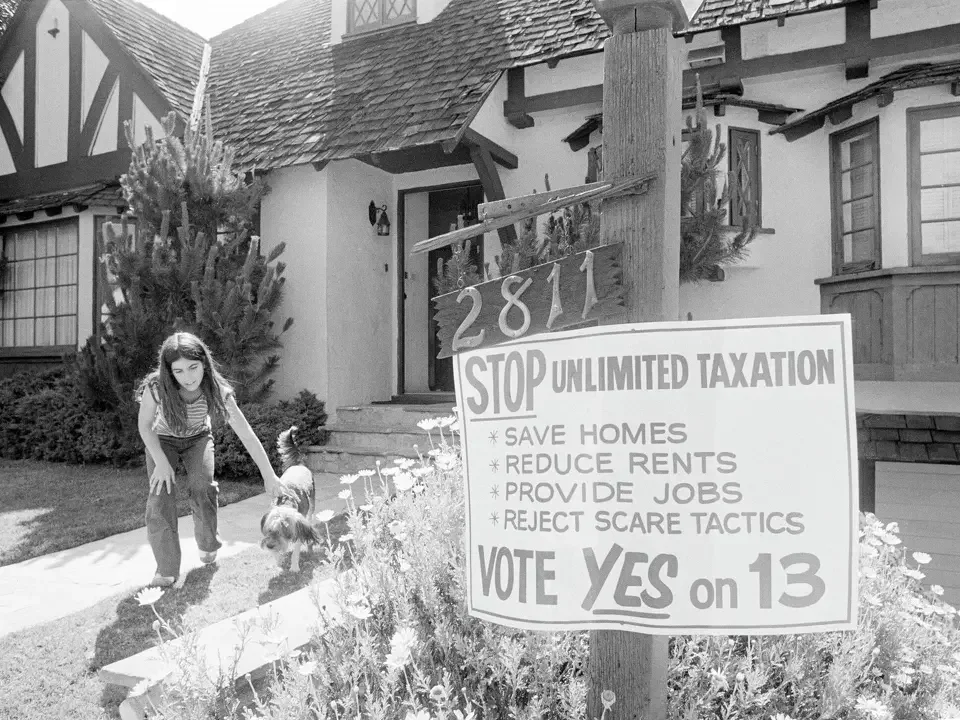 2811
STOP UNLIMITED TAXATION
* SAVE HOMES
* REDUCE RENTS
* PROVIDE JOBS
* REJECT SCARE TACTICS
VOTE YES on 13